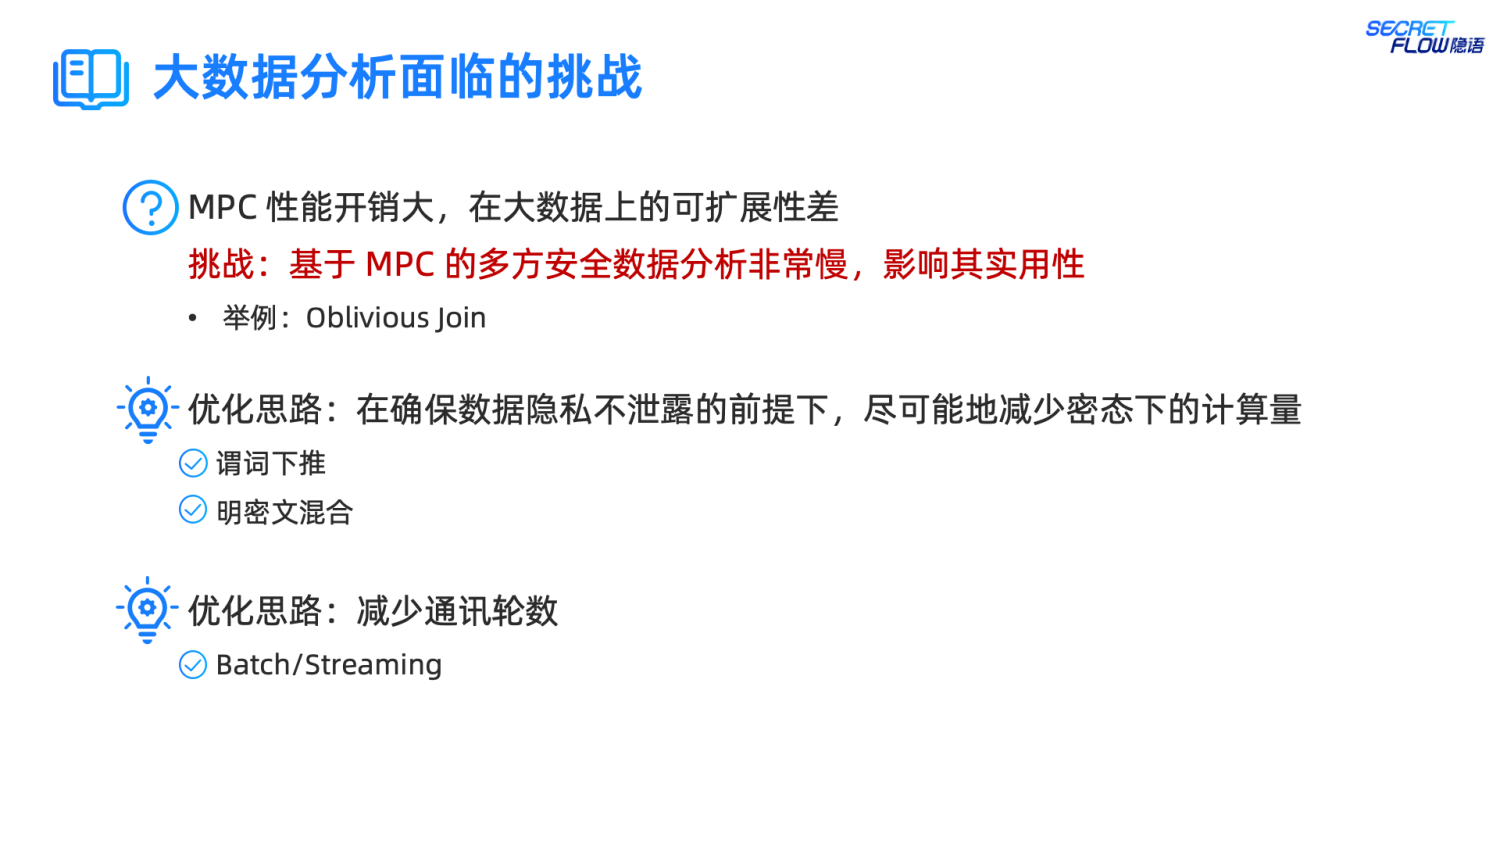 SECRET
FLOW隐语
大数据分析面临的挑战
MPC 性能开销大，在大数据上的可扩展性差
挑战：基于 MPC 的多方安全数据分析非常慢，影响其实用性
• 举例：Oblivious Join
优化思路：在确保数据隐私不泄露的前提下，尽可能地减少密态下的计算量
谓词下推
明密文混合
优化思路：减少通讯轮数
Batch/Streaming